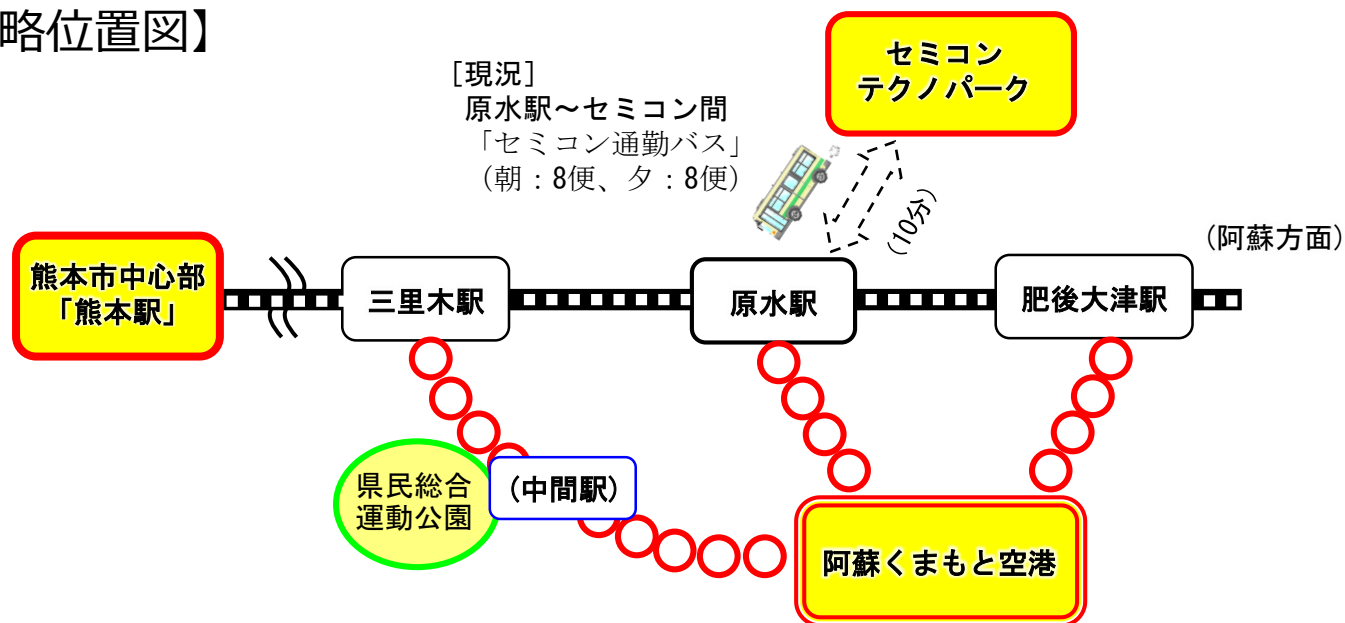 略位置図】
セミコン
テクノパーク
［現況］
原水駅～セミコン間
「セミコン通勤バス」
（朝：8便、夕：8便）
（10分）
（阿蘇方面）
熊本市中心部
「熊本駅」
三里木駅
原水駅
肥後大津駅
県民総合
運動公園
（中間駅）
阿蘇くまもと空港